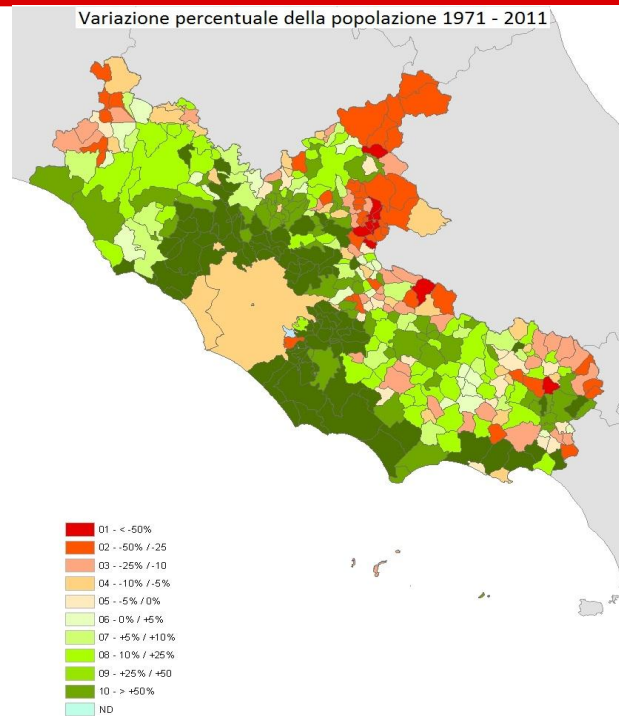 Variazione percentuale della popolazione 1971 - 2011
01 - < -50%
02 - -50% / -25
03 - -25% / -10
04 - -10% / -5%
05 - -5% / 0%
06 - 0% / +5%
07 - +5% / +10%
08 - 10% / +25%
09 - +25% / +50
10 - > +50%
ND